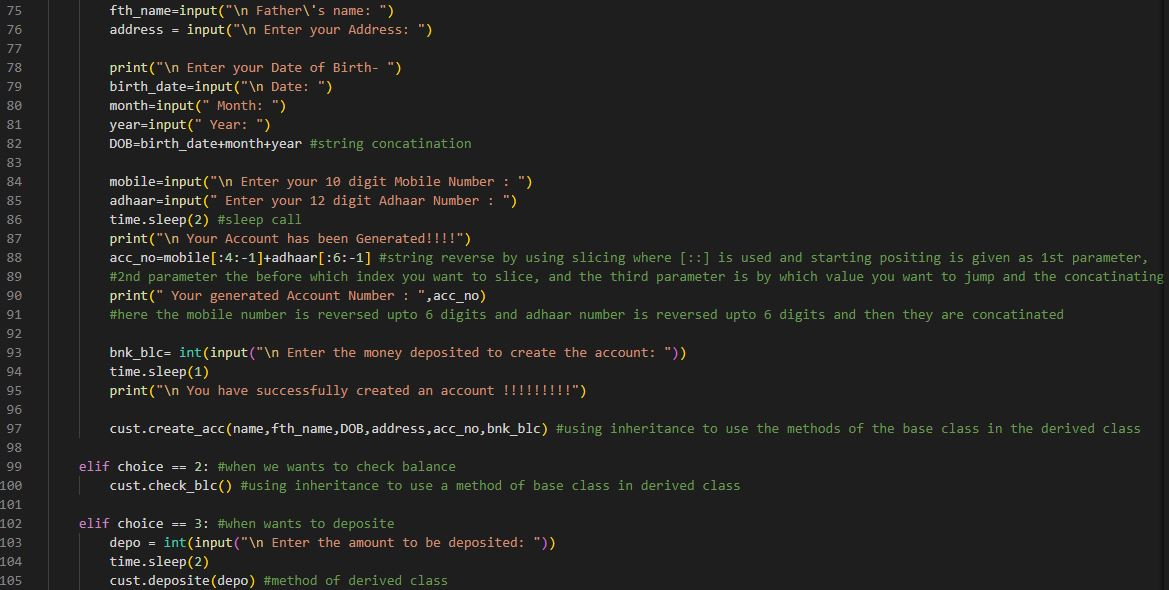 75 fth_name=input("\n Father\'s name: ")
76 address = input("\n Enter your Address: ")
77
78 print("\n Enter your Date of Birth- ")
79 birth_date=input("\n Date: ")
80 month=input(" Month: ")
81 year=input(" Year: ")
82 DOB=birth_date+month+year #string concatination
83
84 mobile=input("\n Enter your 10 digit Mobile Number : ")
85 adhaar=input(" Enter your 12 digit Adhaar Number : ")
86 time.sleep(2) #sleep call
87 print("\n Your Account has been Generated!!!!")
88 acc_no=mobile[:4:-1]+adhaar[:6:-1] #string reverse by using slicing where [::] is used and starting positing is given as 1st parameter,
89 #2nd parameter the before which index you want to slice, and the third parameter is by which value you want to jump and the concatinating
90 print(" Your generated Account Number : ",acc_no)
91 #here the mobile number is reversed upto 6 digits and adhaar number is reversed upto 6 digits and then they are concatinated
92
93 bnk_blc= int(input("\n Enter the money deposited to create the account: "))
94 time.sleep(1)
95 print("\n You have successfully created an account !!!!!!!!!")
96
97 cust.create_acc(name,fth_name,DOB,address,acc_no,bnk_blc) #using inheritance to use the methods of the base class in the derived class
98
99 elif choice == 2: #when we wants to check balance
100 cust.check_blc() #using inheritance to use a method of base class in derived class
101
102 elif choice == 3: #when wants to deposite
103 depo = int(input("\n Enter the amount to be deposited: "))
104 time.sleep(2)
105 cust.deposite(depo) #method of derived class